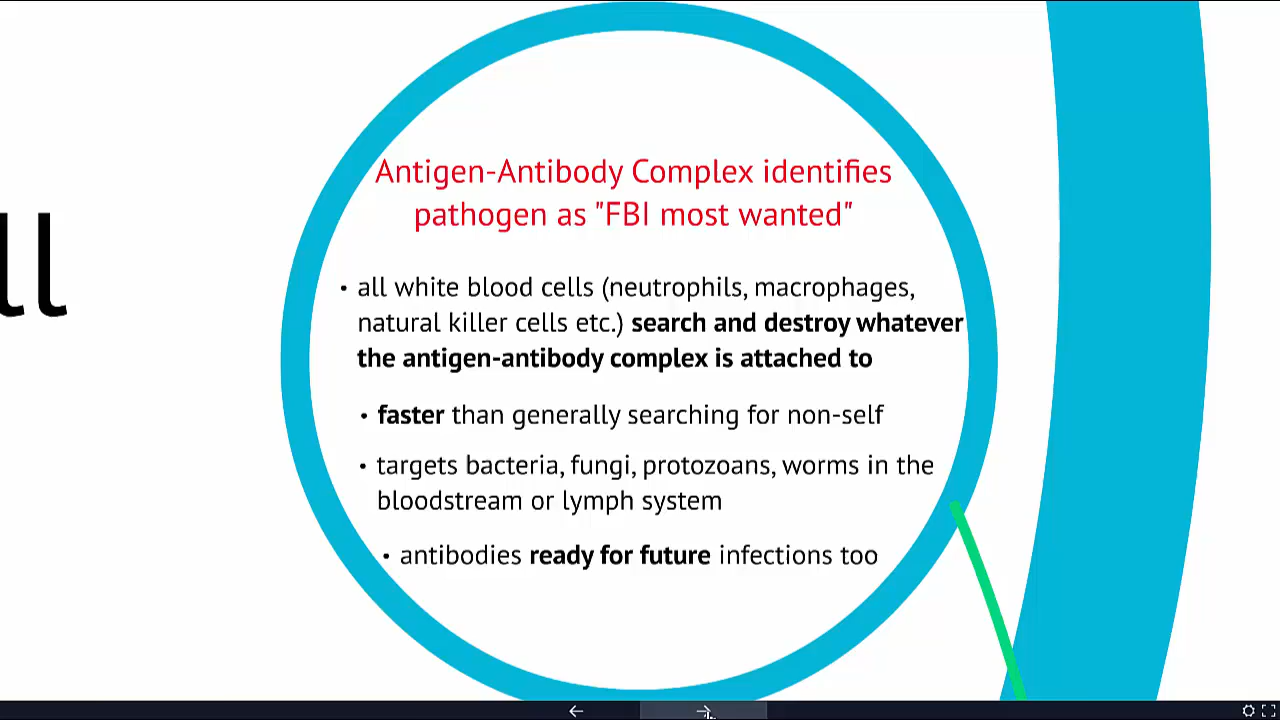 ll
Antigen-Antibody Complex identifies
pathogen as "FBI most wanted"
• all white blood cells (neutrophils, macrophages,
natural killer cells etc.) search and destroy whatever
the antigen-antibody complex is attached to
• faster than generally searching for non-self
• targets bacteria, fungi, protozoans, worms in the
bloodstream or lymph system
• antibodies ready for future infections too